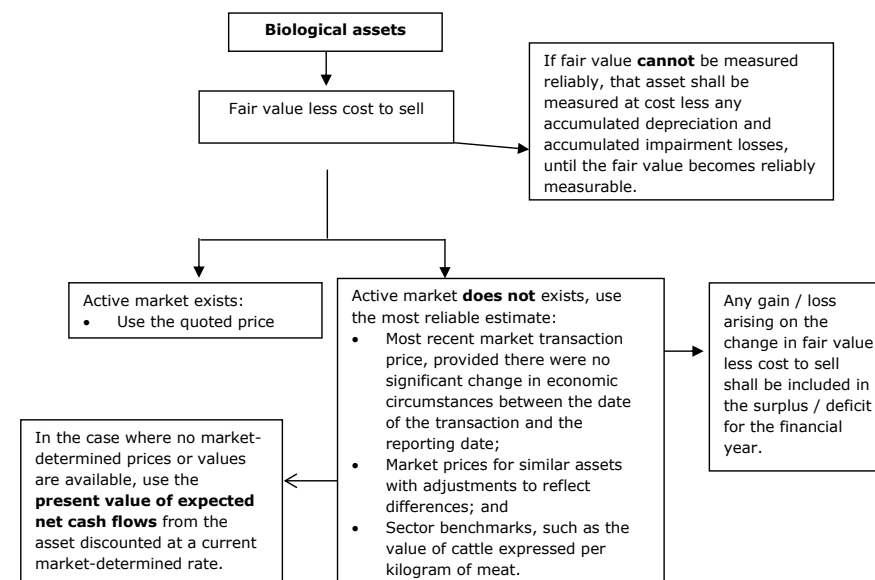 Biological assets
Fair value less cost to sell
If fair value cannot be measured
reliably, that asset shall be
measured at cost less any
accumulated depreciation and
accumulated impairment losses,
until the fair value becomes reliably
measurable.
Active market exists:
• Use the quoted price
Active market does not exists, use
the most reliable estimate:
• Most recent market transaction
price, provided there were no
significant change in economic
circumstances between the date
of the transaction and the
reporting date;
• Market prices for similar assets
with adjustments to reflect
differences; and
• Sector benchmarks, such as the
value of cattle expressed per
kilogram of meat.
Any gain / loss
arising on the
change in fair value
less cost to sell
shall be included in
the surplus / deficit
for the financial
year.
In the case where no market-
determined prices or values
are available, use the
present value of expected
net cash flows from the
asset discounted at a current
market-determined rate.